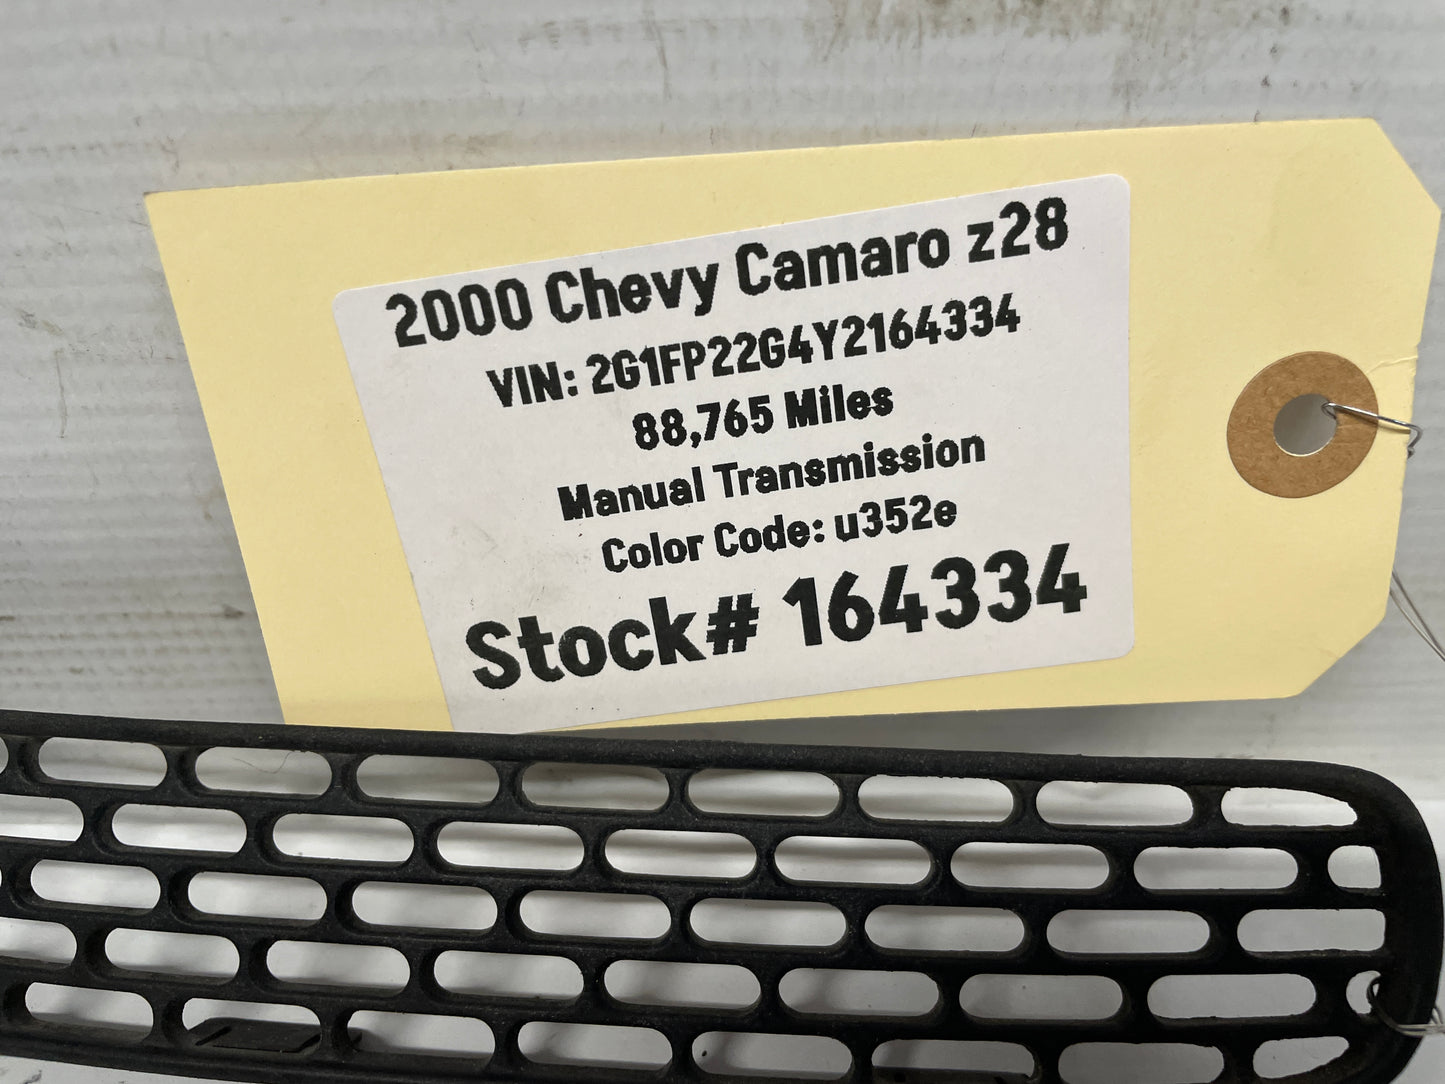 2000 Chevy Camaro z28
VIN: 2G1FP22G4Y2164334
88,765 Miles
Manual Transmission
Color Code: u352e
Stock# 164334